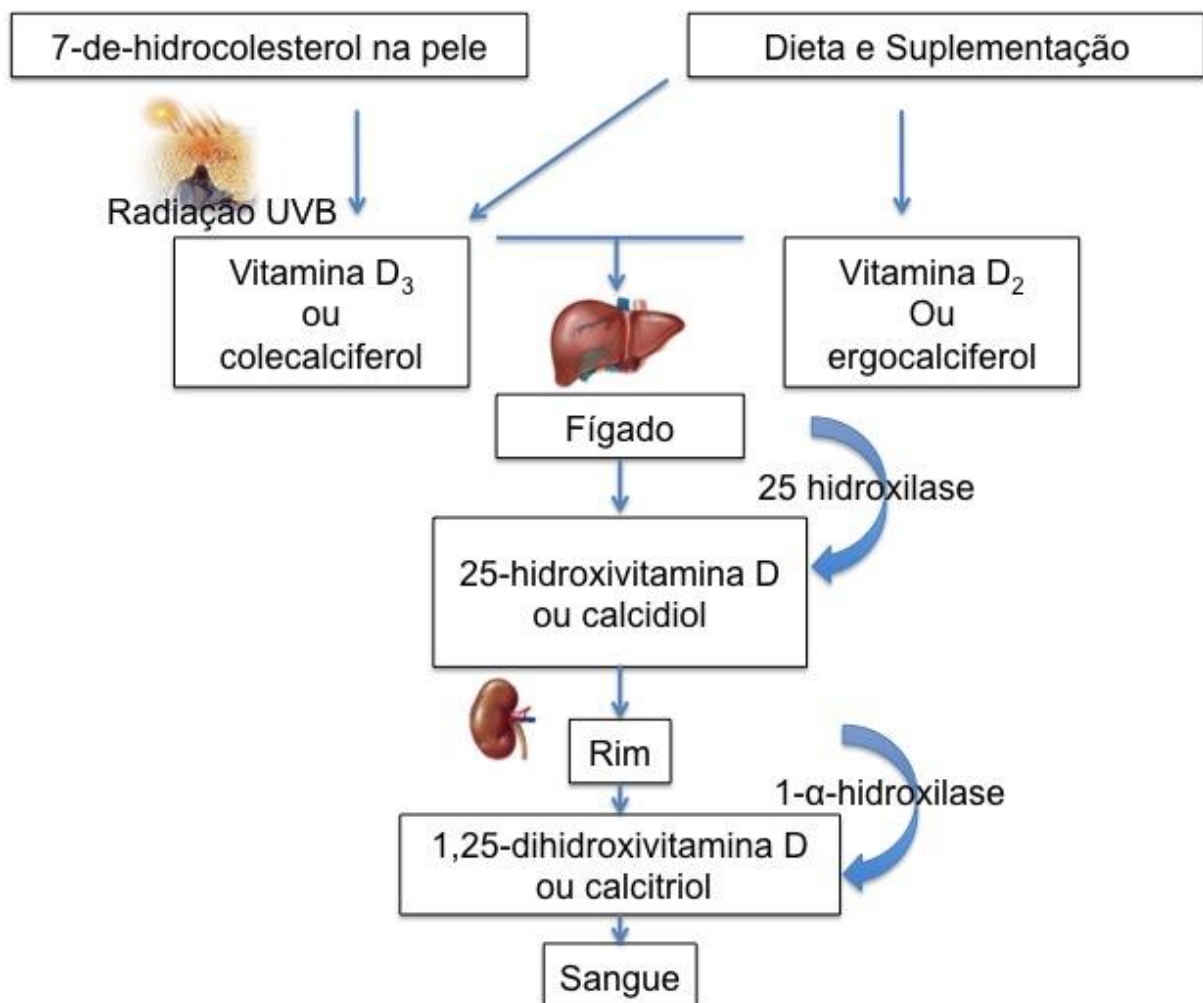 7-de-hidrocolesterol na pele
Dieta e Suplementação
Radiação UVB
Vitamina D₃
ou
colecalciferol
Vitamina D₂
Ou
ergocalciferol
Fígado
25 hidroxilase
25-hidroxivitamina D
ou calcidiol
Rim
1-α-hidroxilase
1,25-dihidroxivitamina D
ou calcitriol
Sangue